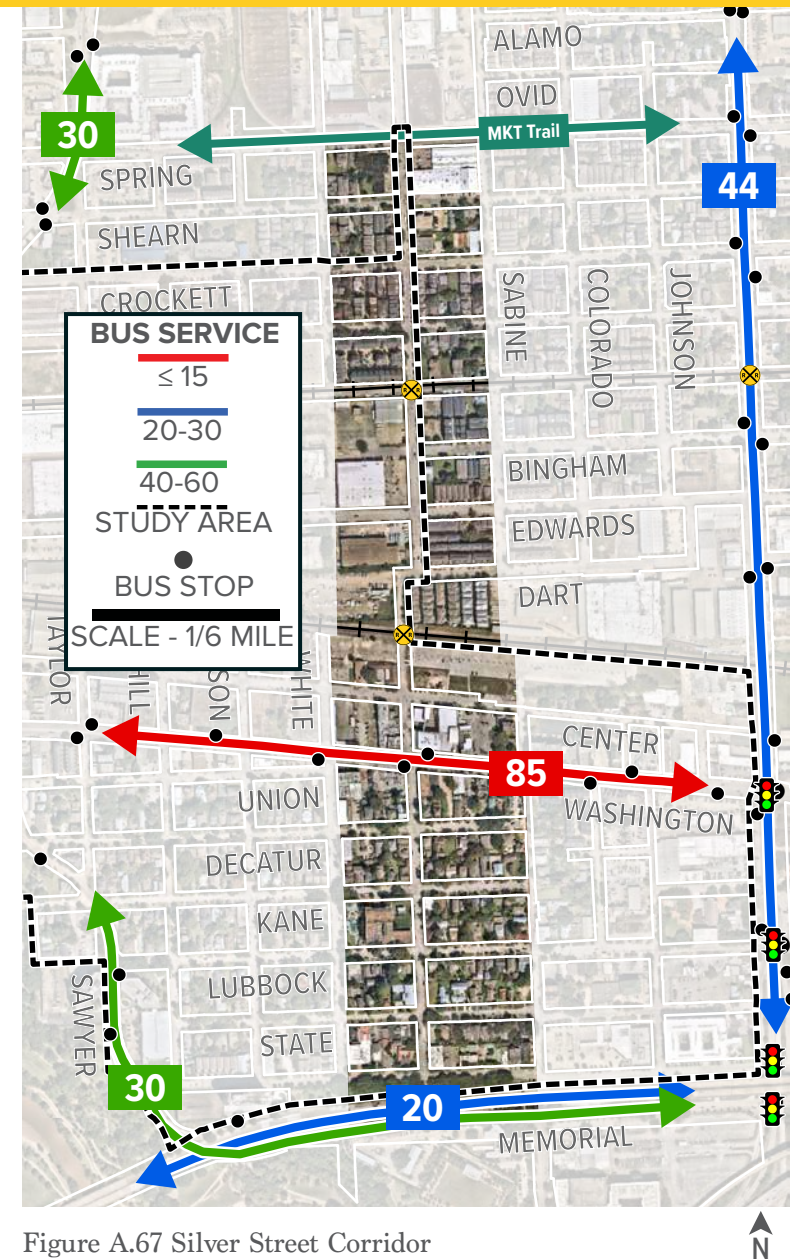 ALAMO
OVID
MKT Trail
30
SPRING
44
SHEARN
CROCKETT
SABINE
COLORADO
JOHNSON
BUS SERVICE
≤ 15
20-30
40-60
STUDY AREA
BUS STOP
SCALE - 1/6 MILE
BINGHAM
EDWARDS
DART
TAYLOR
HILL
SON
WHITE
CENTER
85
WASHINGTON
UNION
DECATUR
KANE
LUBBOCK
SAWYER
STATE
30
20
MEMORIAL
Figure A.67 Silver Street Corridor
N